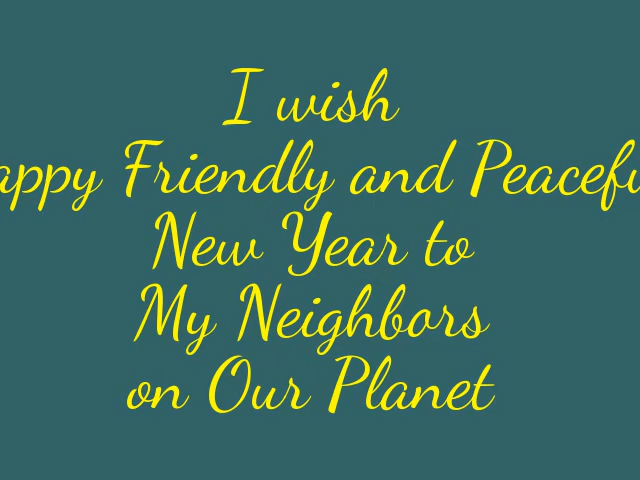 I wish
appy Friendly and Peacefu
New Year to
My Neighbors
on Our Planet